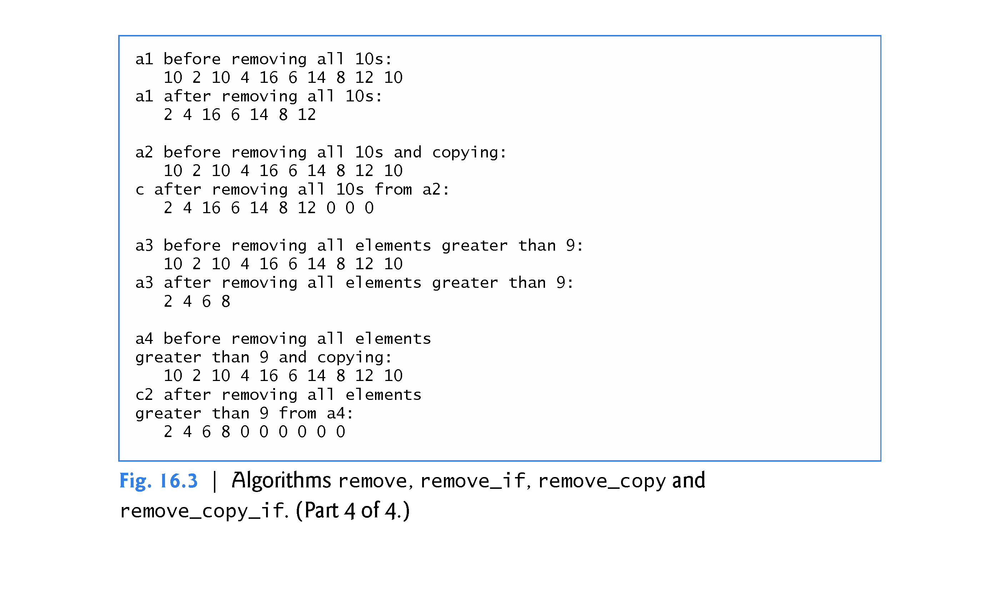 a1 before removing all 10s:
10 2 10 4 16 6 14 8 12 10
a1 after removing all 10s:
2 4 16 6 14 8 12
a2 before removing all 10s and copying:
10 2 10 4 16 6 14 8 12 10
c after removing all 10s from a2:
2 4 16 6 14 8 12 0 0 0
a3 before removing all elements greater than 9:
10 2 10 4 16 6 14 8 12 10
a3 after removing all elements greater than 9:
2 4 6 8
a4 before removing all elements
greater than 9 and copying:
10 2 10 4 16 6 14 8 12 10
c2 after removing all elements
greater than 9 from a4:
2 4 6 8 0 0 0 0 0 0
Fig. 16.3 | Algorithms remove, remove_if, remove_copy and
remove_copy_if. (Part 4 of 4.)